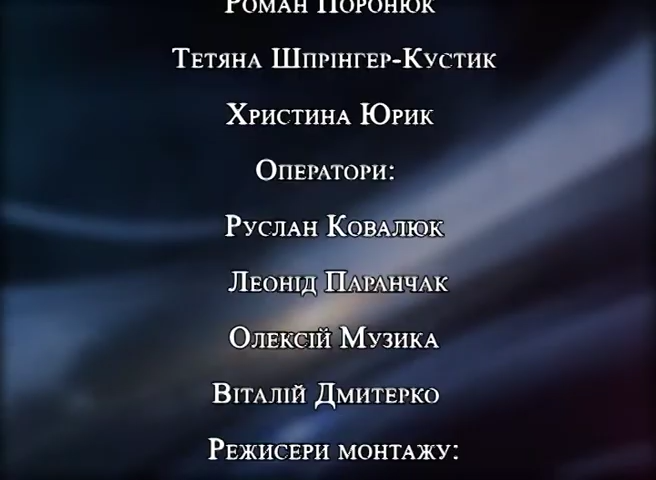 Роман Поронюк
Тетяна Шпрінгер-Кустик
Христина Юрик
Оператори:
Руслан Ковалюк
Леонід Паранчак
Олексій Музика
Віталій Дмитерко
Режисери монтажу: